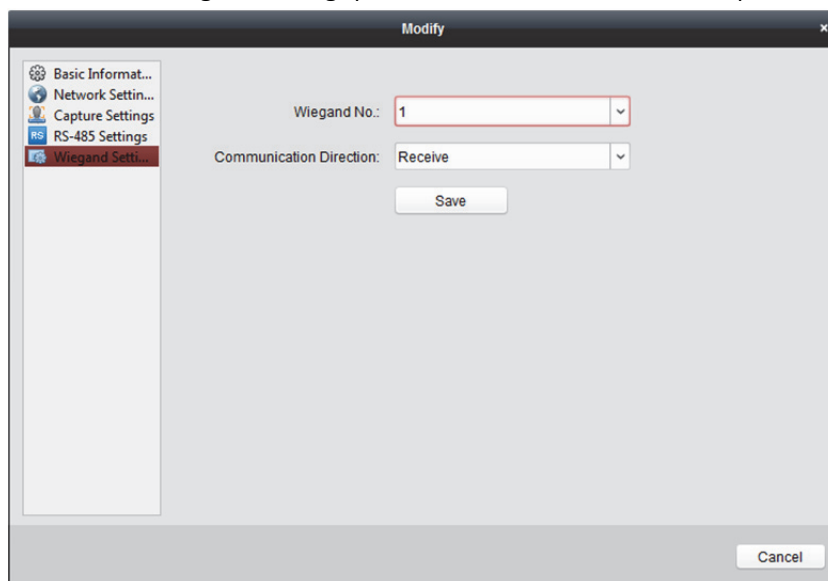 Modify
×
Basic Informat...
Network Settin...
Capture Settings
RS RS-485 Settings
Wiegand Setti...
Wiegand No.: 1
Communication Direction: Receive
Save
Cancel